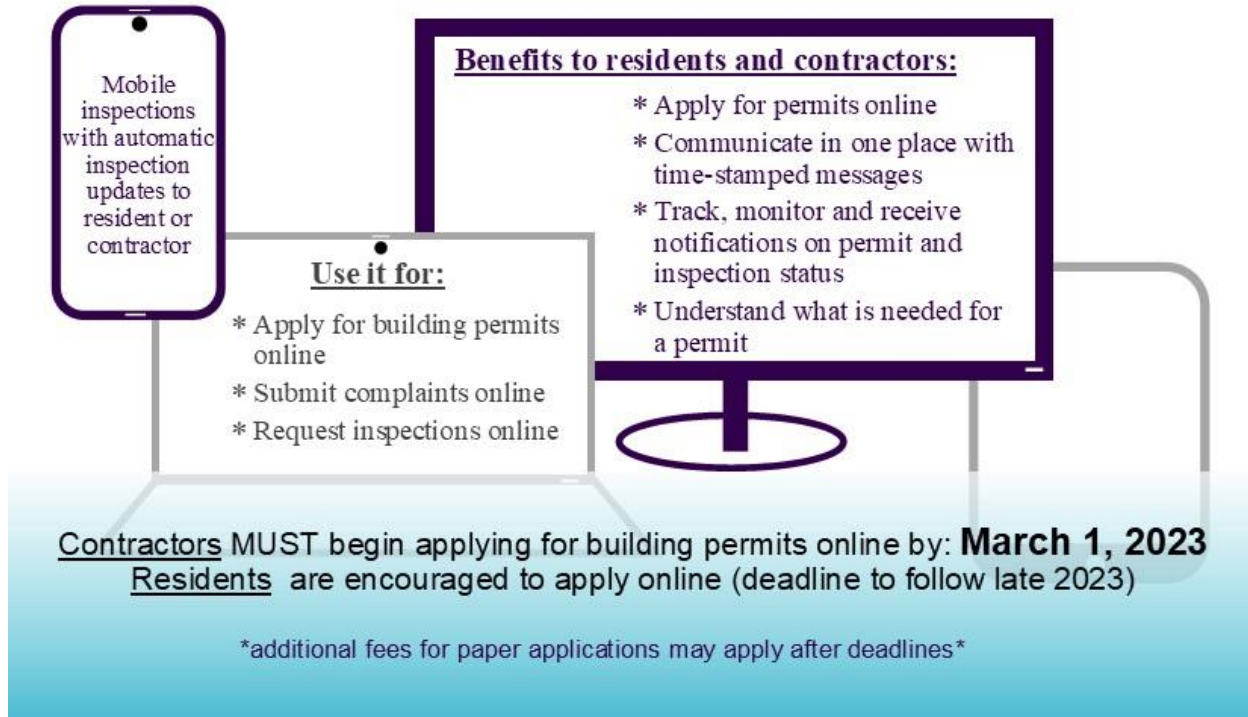 Mobile
inspections
with automatic
inspection
updates to
resident or
contractor
Benefits to residents and contractors:
* Apply for permits online
* Communicate in one place with
time-stamped messages
* Track, monitor and receive
notifications on permit and
inspection status
* Understand what is needed for
a permit
Use it for:
* Apply for building permits
online
* Submit complaints online
* Request inspections online
Contractors MUST begin applying for building permits online by: March 1, 2023
Residents are encouraged to apply online (deadline to follow late 2023)
*additional fees for paper applications may apply after deadlines*